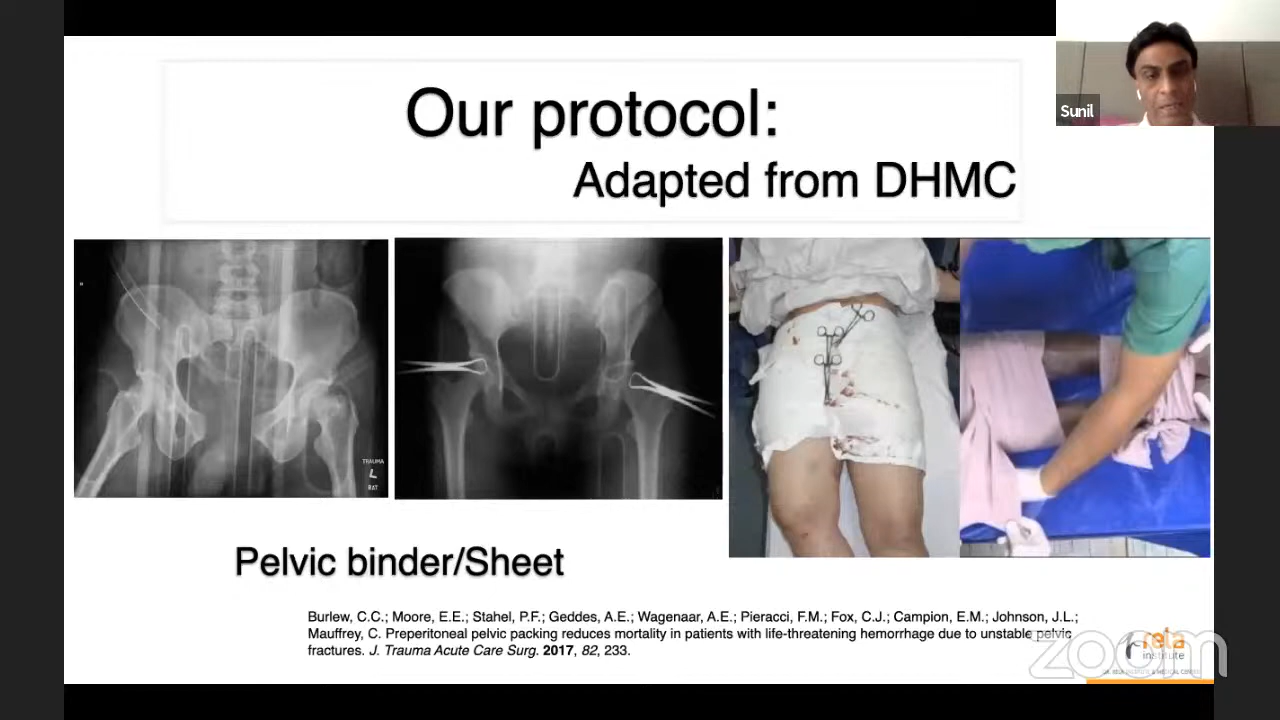 Sunil
Our protocol:
Adapted from DHMC
TRAUMA
L
Pelvic binder/Sheet
Burlew, C.C.; Moore, E.E.; Stahel, P.F.; Geddes, A.E.; Wagenaar, A.E.; Pieracci, F.M.; Fox, C.J.; Campion, E.M.; Johnson, J.L.;
Mauffrey, C. Preperitoneal pelvic packing reduces mortality in patients with life-threatening hemorrhage due to unstable pelvic
fractures. J. Trauma Acute Care Surg. 2017, 82, 233.
rela
institute
zoom